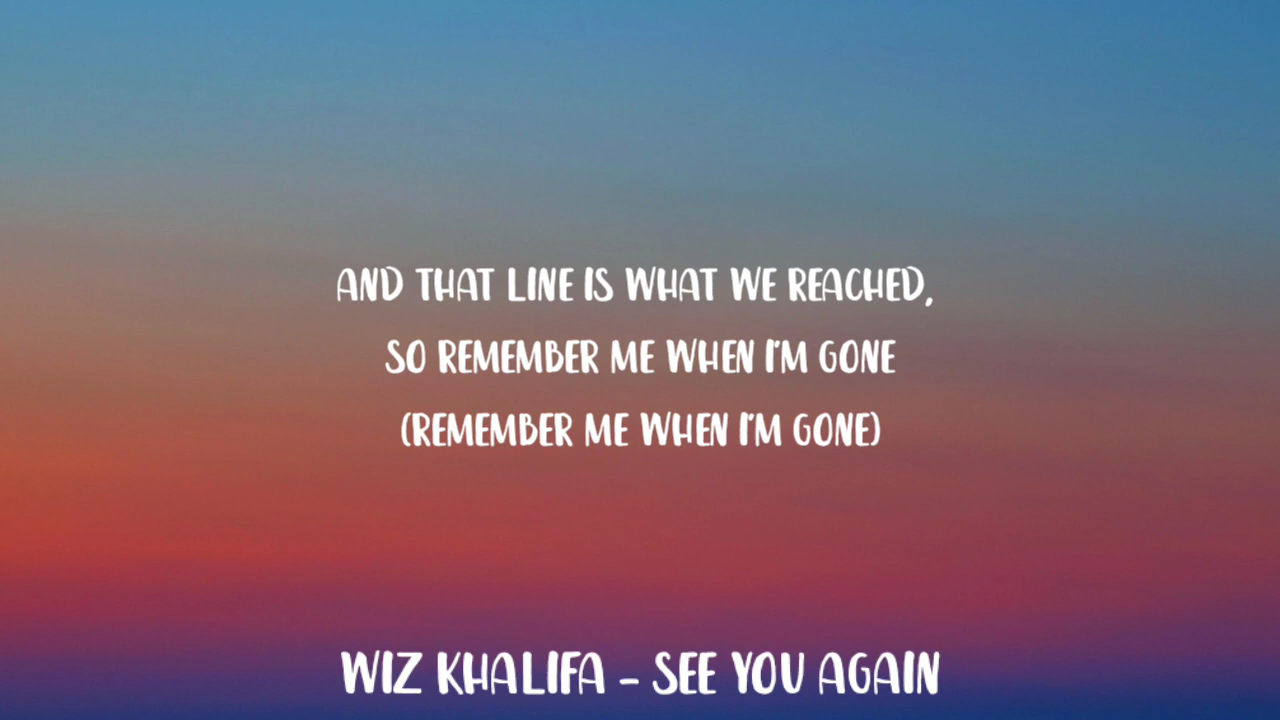 AND THAT LINE IS WHAT WE REACHED,
SO REMEMBER ME WHEN I'M GONE
(REMEMBER ME WHEN I'M GONE)
WIZ KHALIFA - SEE YOU AGAIN